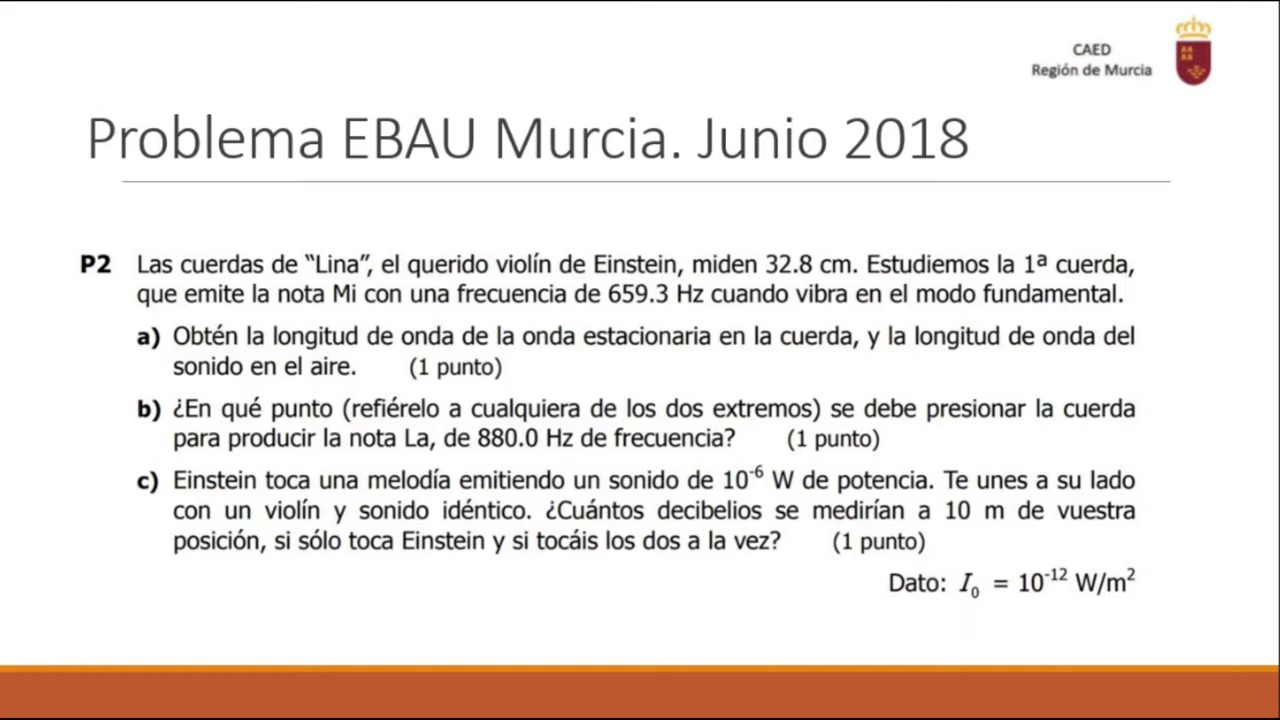 CAED
Región de Murcia
Problema EBAU Murcia. Junio 2018
P2 Las cuerdas de “Lina”, el querido violín de Einstein, miden 32.8 cm. Estudiemos la 1ª cuerda,
que emite la nota Mi con una frecuencia de 659.3 Hz cuando vibra en el modo fundamental.
a) Obtén la longitud de onda de la onda estacionaria en la cuerda, y la longitud de onda del
sonido en el aire. (1 punto)
b) ¿En qué punto (refiérelo a cualquiera de los dos extremos) se debe presionar la cuerda
para producir la nota La, de 880.0 Hz de frecuencia? (1 punto)
c) Einstein toca una melodía emitiendo un sonido de 10⁻⁶ W de potencia. Te unes a su lado
con un violín y sonido idéntico. ¿Cuántos decibelios se medirían a 10 m de vuestra
posición, si sólo toca Einstein y si tocáis los dos a la vez? (1 punto)
Dato: I₀ = 10⁻¹² W/m²